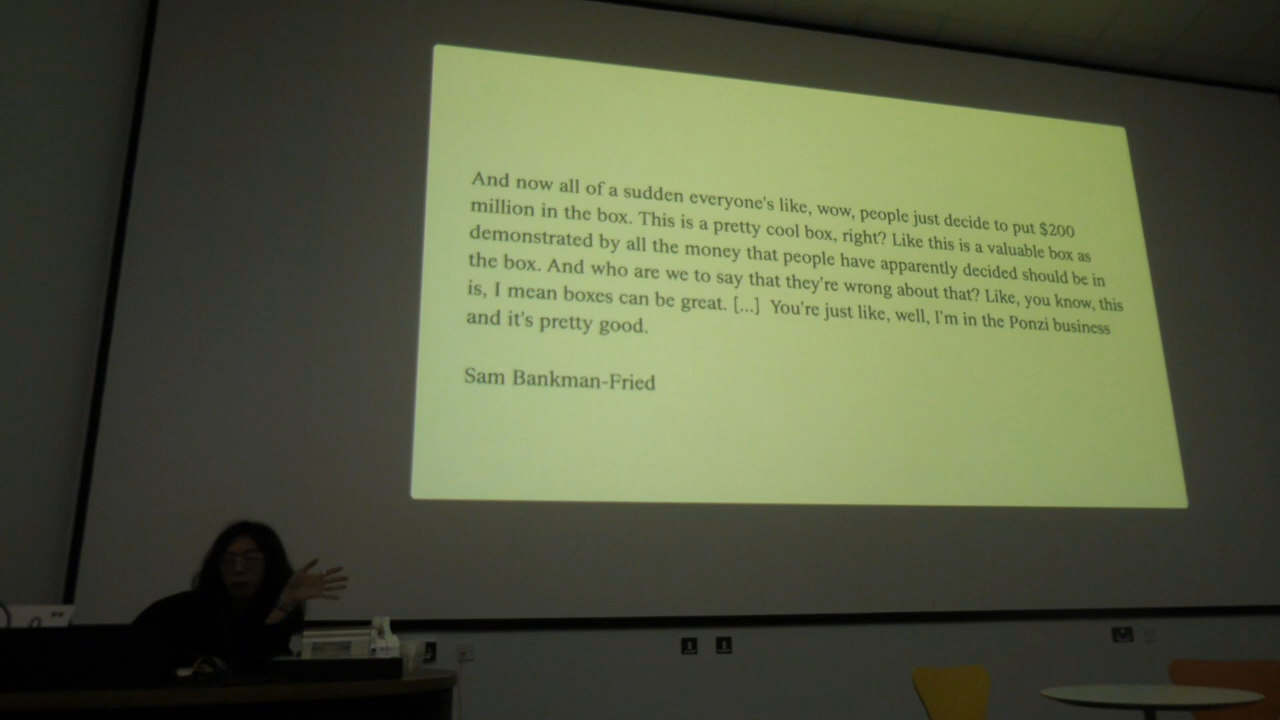 And now all of a sudden everyone's like, wow, people just decide to put $200
million in the box. This is a pretty cool box, right? Like this is a valuable box as
demonstrated by all the money that people have apparently decided should be in
the box. And who are we to say that they're wrong about that? Like, you know, this
is, I mean boxes can be great. [...] You're just like, well, I'm in the Ponzi business
and it's pretty good.
Sam Bankman-Fried